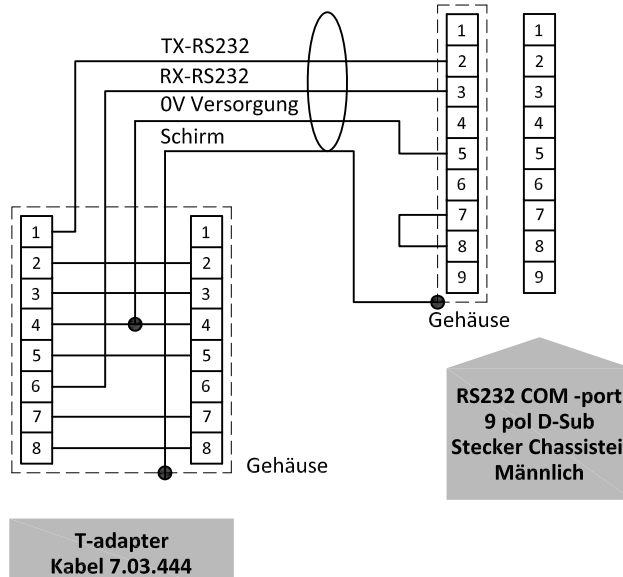 TX-RS232
RX-RS232
0V Versorgung
Schirm
1
2
3
4
5
6
7
8
9
1
2
3
4
5
6
7
8
9
Gehäuse
1
2
3
4
5
6
7
8
1
2
3
4
5
6
7
8
Gehäuse
RS232 COM -port
9 pol D-Sub
Stecker Chassistei
Männlich
T-adapter
Kabel 7.03.444